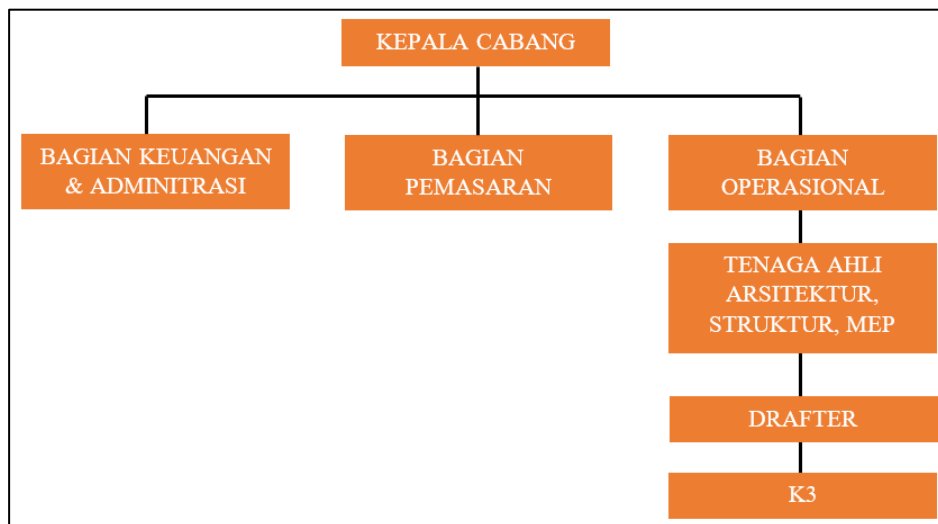 KEPALA CABANG
BAGIAN KEUANGAN
& ADMINITRASI
BAGIAN
PEMASARAN
BAGIAN
OPERASIONAL
TENAGA AHLI
ARSITEKTUR,
STRUKTUR, MEP
DRAFTER
K3